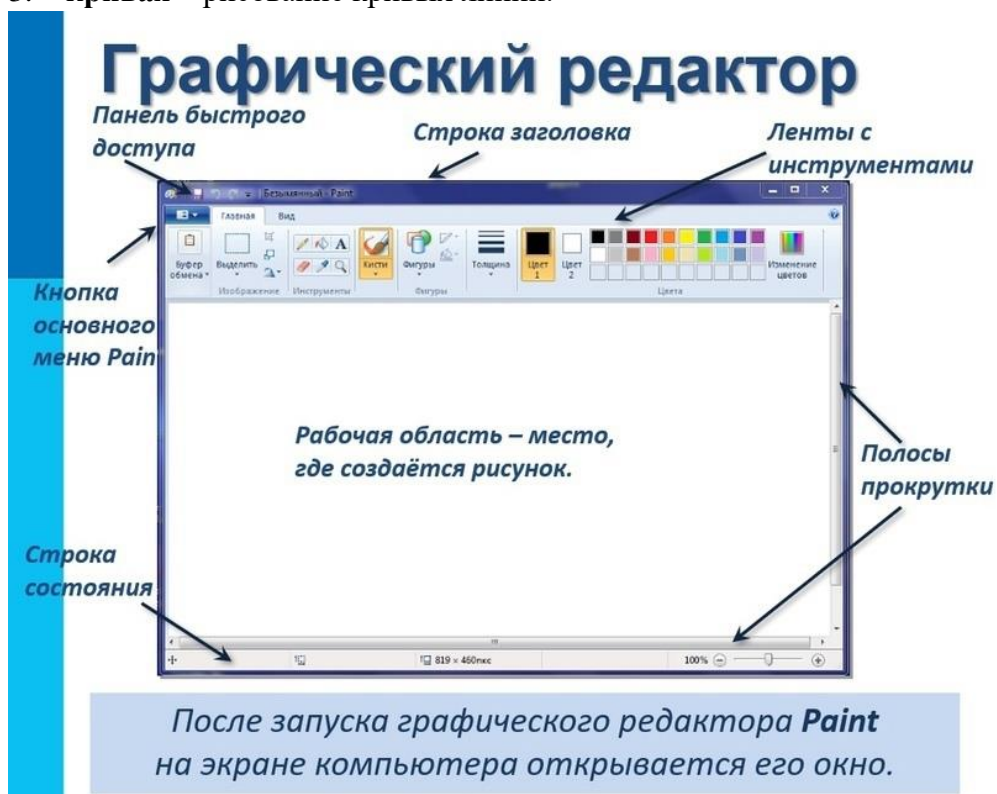 Графический редактор
Панель быстрого
доступа
Строка заголовка
Ленты с
инструментами
Безымянный - Paint
Главная Вид
Буфер
обмена
Выделить
Кисти
Фигуры
Толщина
Цвет
1
Цвет
2
Изменение
цветов
Изображение
Инструменты
Фигуры
Цвета
Кнопка
основного
меню Pain
Рабочая область – место,
где создаётся рисунок.
Полосы
прокрутки
Строка
состояния
819 × 460пкс
100%
После запуска графического редактора Paint
на экране компьютера открывается его окно.